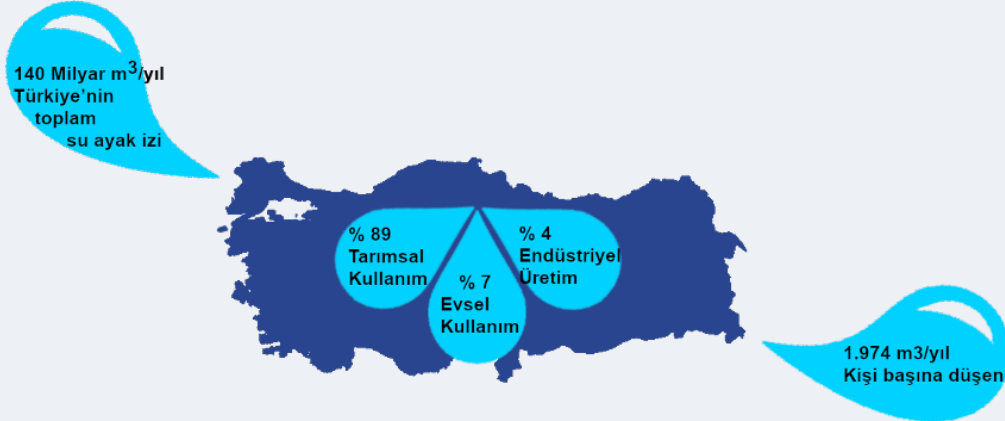 140 Milyar m³/yıl
Türkiye'nin
toplam
su ayak izi
% 89
Tarımsal
Kullanım
% 7
Evsel
Kullanım
% 4
Endüstriyel
Üretim
1.974 m3/yıl
Kişi başına düşen